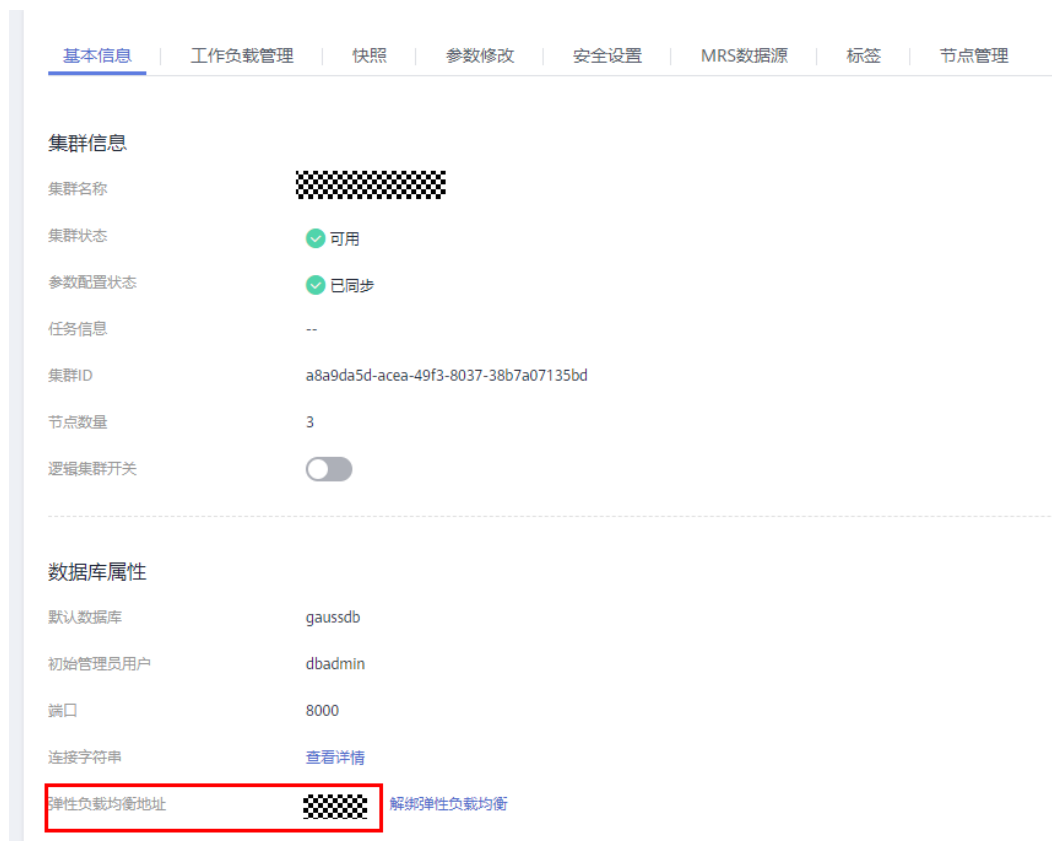 基本信息 工作负载管理 快照 参数修改 安全设置 MRS数据源 标签 节点管理
集群信息
集群名称
集群状态 可用
参数配置状态 已同步
任务信息 --
集群ID a8a9da5d-acea-49f3-8037-38b7a07135bd
节点数量 3
逻辑集群开关
数据库属性
默认数据库 gaussdb
初始管理员用户 dbadmin
端口 8000
连接字符串 查看详情
弹性负载均衡地址 解绑弹性负载均衡